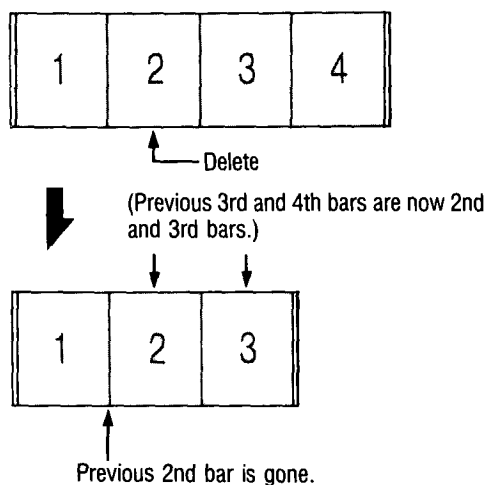 1 2 3 4
Delete
(Previous 3rd and 4th bars are now 2nd
and 3rd bars.)
1 2 3
Previous 2nd bar is gone.